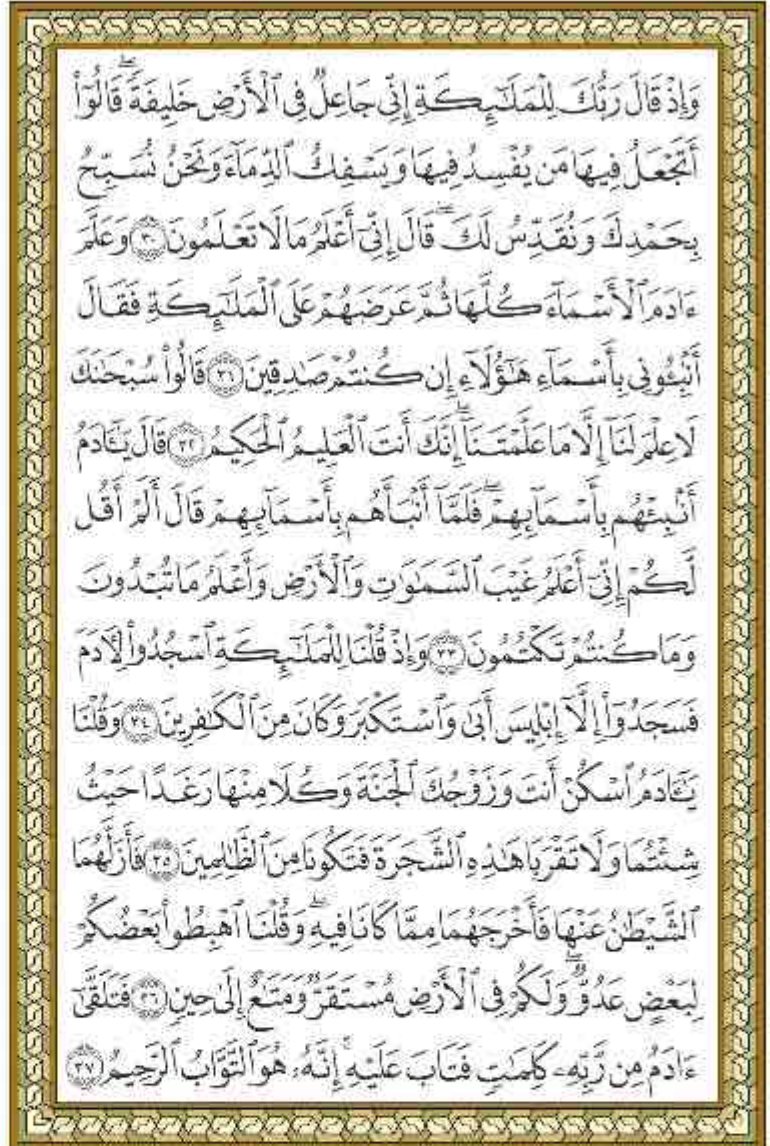 وَإِذْ قَالَ رَبُّكَ لِلْمَلَـٰٓئِكَةِ إِنِّى جَاعِلٌ فِى ٱلْأَرْضِ خَلِيفَةً ۖ قَالُوٓا۟
أَتَجْعَلُ فِيهَا مَن يُفْسِدُ فِيهَا وَيَسْفِكُ ٱلدِّمَآءَ وَنَحْنُ نُسَبِّحُ
بِحَمْدِكَ وَنُقَدِّسُ لَكَ ۖ قَالَ إِنِّىٓ أَعْلَمُ مَا لَا تَعْلَمُونَ ٣٠ وَعَلَّمَ
ءَادَمَ ٱلْأَسْمَآءَ كُلَّهَا ثُمَّ عَرَضَهُمْ عَلَى ٱلْمَلَـٰٓئِكَةِ فَقَالَ
أَنۢبِـُٔونِى بِأَسْمَآءِ هَـٰٓؤُلَآءِ إِن كُنتُمْ صَـٰدِقِينَ ٣١ قَالُوا۟ سُبْحَـٰنَكَ
لَا عِلْمَ لَنَآ إِلَّا مَا عَلَّمْتَنَآ ۖ إِنَّكَ أَنتَ ٱلْعَلِيمُ ٱلْحَكِيمُ ٣٢ قَالَ يَـٰٓـَٔادَمُ
أَنۢبِئْهُم بِأَسْمَآئِهِمْ ۖ فَلَمَّآ أَنۢبَأَهُم بِأَسْمَآئِهِمْ قَالَ أَلَمْ أَقُل
لَّكُمْ إِنِّىٓ أَعْلَمُ غَيْبَ ٱلسَّمَـٰوَٰتِ وَٱلْأَرْضِ وَأَعْلَمُ مَا تُبْدُونَ
وَمَا كُنتُمْ تَكْتُمُونَ ٣٣ وَإِذْ قُلْنَا لِلْمَلَـٰٓئِكَةِ ٱسْجُدُوا۟ لِـَٔادَمَ
فَسَجَدُوٓا۟ إِلَّآ إِبْلِيسَ أَبَىٰ وَٱسْتَكْبَرَ وَكَانَ مِنَ ٱلْكَـٰفِرِينَ ٣٤ وَقُلْنَا
يَـٰٓـَٔادَمُ ٱسْكُنْ أَنتَ وَزَوْجُكَ ٱلْجَنَّةَ وَكُلَا مِنْهَا رَغَدًا حَيْثُ
شِئْتُمَا وَلَا تَقْرَبَا هَـٰذِهِ ٱلشَّجَرَةَ فَتَكُونَا مِنَ ٱلظَّـٰلِمِينَ ٣٥ فَأَزَلَّهُمَا
ٱلشَّيْطَـٰنُ عَنْهَا فَأَخْرَجَهُمَا مِمَّا كَانَا فِيهِ ۖ وَقُلْنَا ٱهْبِطُوا۟ بَعْضُكُمْ
لِبَعْضٍ عَدُوٌّ ۖ وَلَكُمْ فِى ٱلْأَرْضِ مُسْتَقَرٌّ وَمَتَـٰعٌ إِلَىٰ حِينٍ ٣٦ فَتَلَقَّىٰٓ
ءَادَمُ مِن رَّبِّهِۦ كَلِمَـٰتٍ فَتَابَ عَلَيْهِ ۚ إِنَّهُۥ هُوَ ٱلتَّوَّابُ ٱلرَّحِيمُ ٣٧